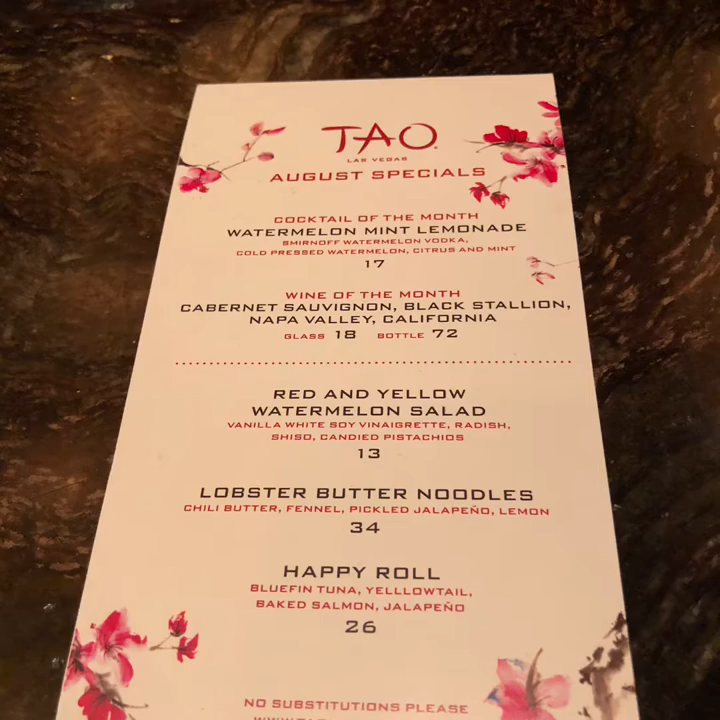 TAO
LAS VEGAS
AUGUST SPECIALS
COCKTAIL OF THE MONTH
WATERMELON MINT LEMONADE
SMIRNOFF WATERMELON VODKA,
COLD PRESSED WATERMELON, CITRUS AND MINT
17
WINE OF THE MONTH
CABERNET SAUVIGNON, BLACK STALLION,
NAPA VALLEY, CALIFORNIA
GLASS 18 BOTTLE 72
RED AND YELLOW
WATERMELON SALAD
VANILLA WHITE SOY VINAIGRETTE, RADISH,
SHISO, CANDIED PISTACHIOS
13
LOBSTER BUTTER NOODLES
CHILI BUTTER, FENNEL, PICKLED JALAPEÑO, LEMON
34
HAPPY ROLL
BLUEFIN TUNA, YELLLOWTAIL,
BAKED SALMON, JALAPEÑO
26
NO SUBSTITUTIONS PLEASE